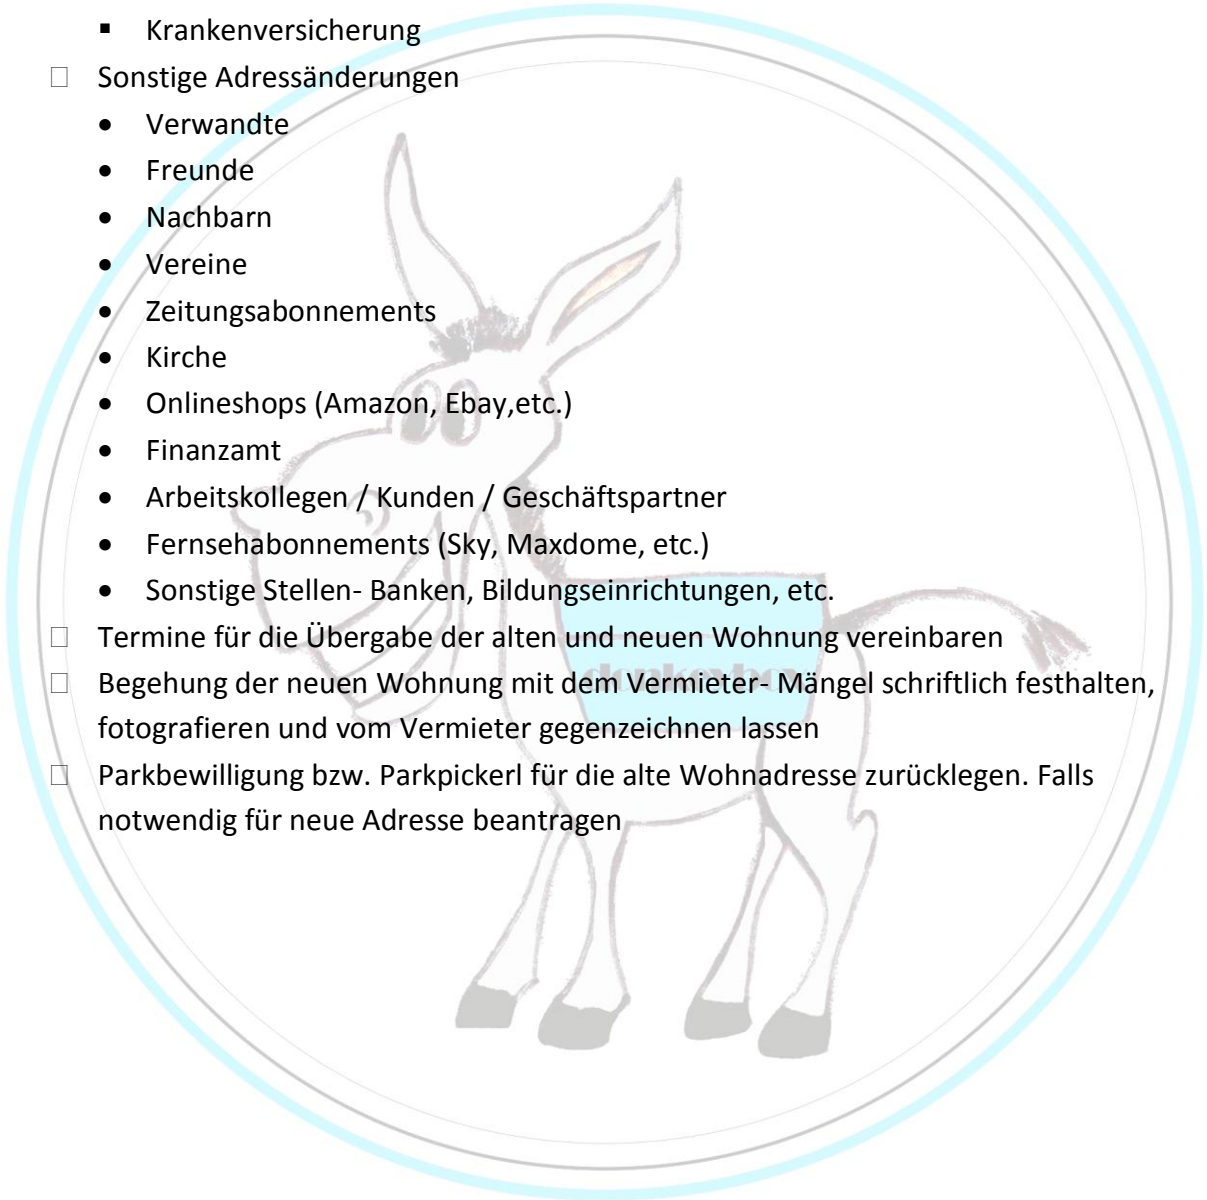 ▪ Krankenversicherung
□ Sonstige Adressänderungen
• Verwandte
• Freunde
• Nachbarn
• Vereine
• Zeitungsabonnements
• Kirche
• Onlineshops (Amazon, Ebay,etc.)
• Finanzamt
• Arbeitskollegen / Kunden / Geschäftspartner
• Fernsehabonnements (Sky, Maxdome, etc.)
• Sonstige Stellen- Banken, Bildungseinrichtungen, etc.
□ Termine für die Übergabe der alten und neuen Wohnung vereinbaren
donkeybox
□ Begehung der neuen Wohnung mit dem Vermieter- Mängel schriftlich festhalten,
fotografieren und vom Vermieter gegenzeichnen lassen
□ Parkbewilligung bzw. Parkpickerl für die alte Wohnadresse zurücklegen. Falls
notwendig für neue Adresse beantragen